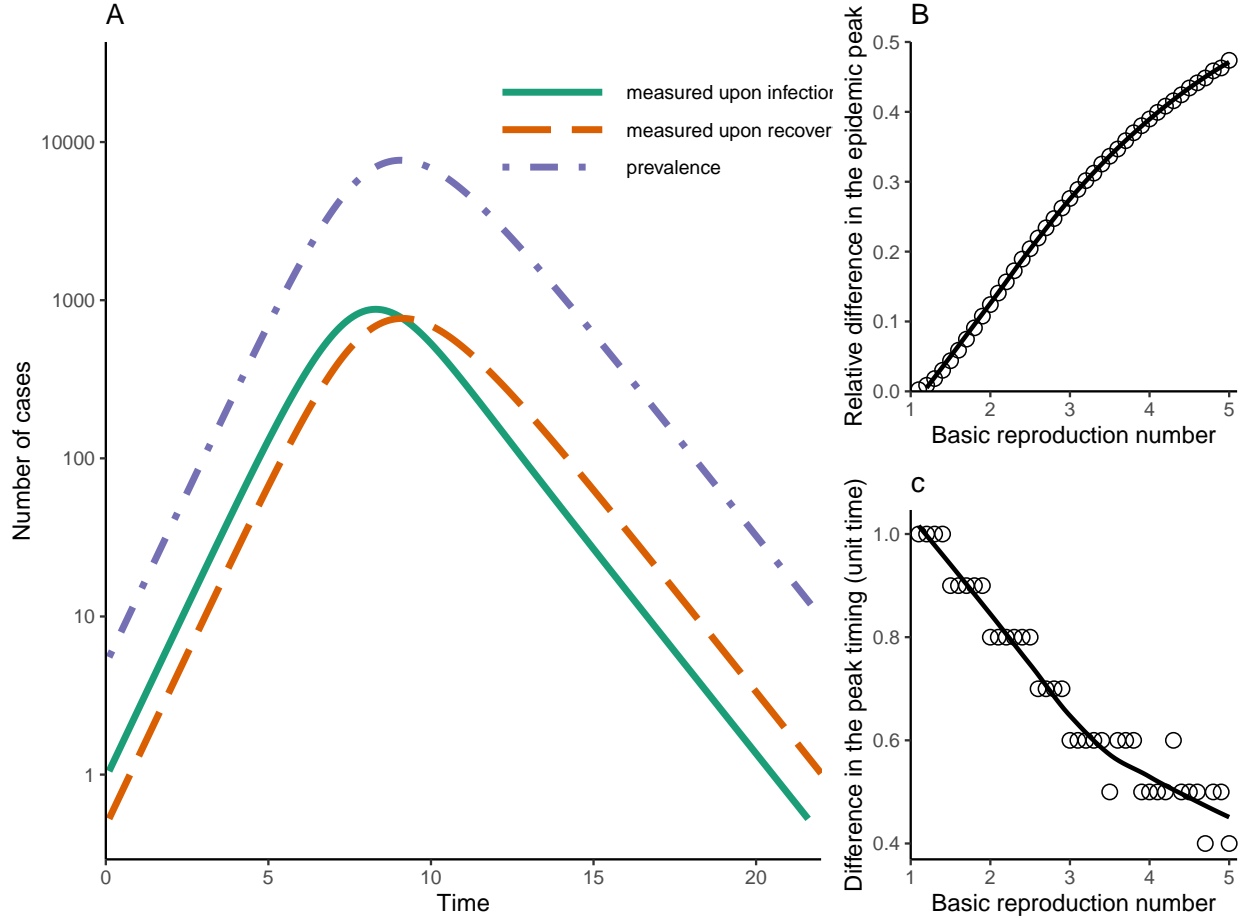 A
Number of cases
10000
1000
100
10
1
0
5
10
15
20
Time
measured upon infection
measured upon recover
prevalence
B
Relative difference in the epidemic peak
0.5
0.4
0.3
0.2
0.1
0.0
1
2
3
4
5
Basic reproduction number
c
Difference in the peak timing (unit time)
1.0
0.8
0.6
0.4
1
2
3
4
5
Basic reproduction number